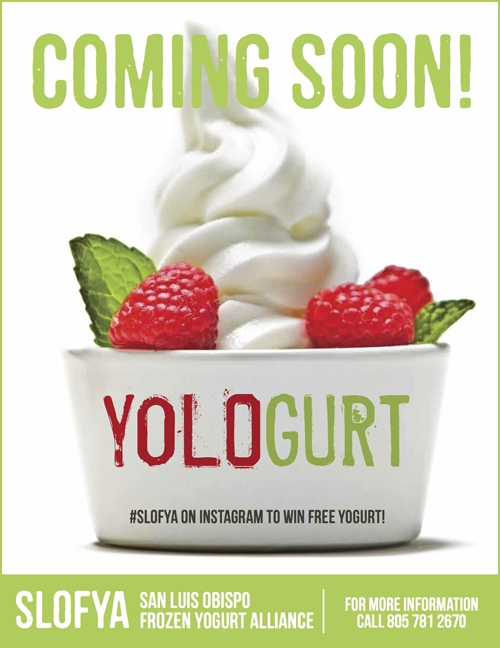 COMING SOON!
YOLOGURT
#SLOFYA ON INSTAGRAM TO WIN FREE YOGURT!
SLOFYA
SAN LUIS OBISPO
FROZEN YOGURT ALLIANCE
FOR MORE INFORMATION
CALL 805 781 2670